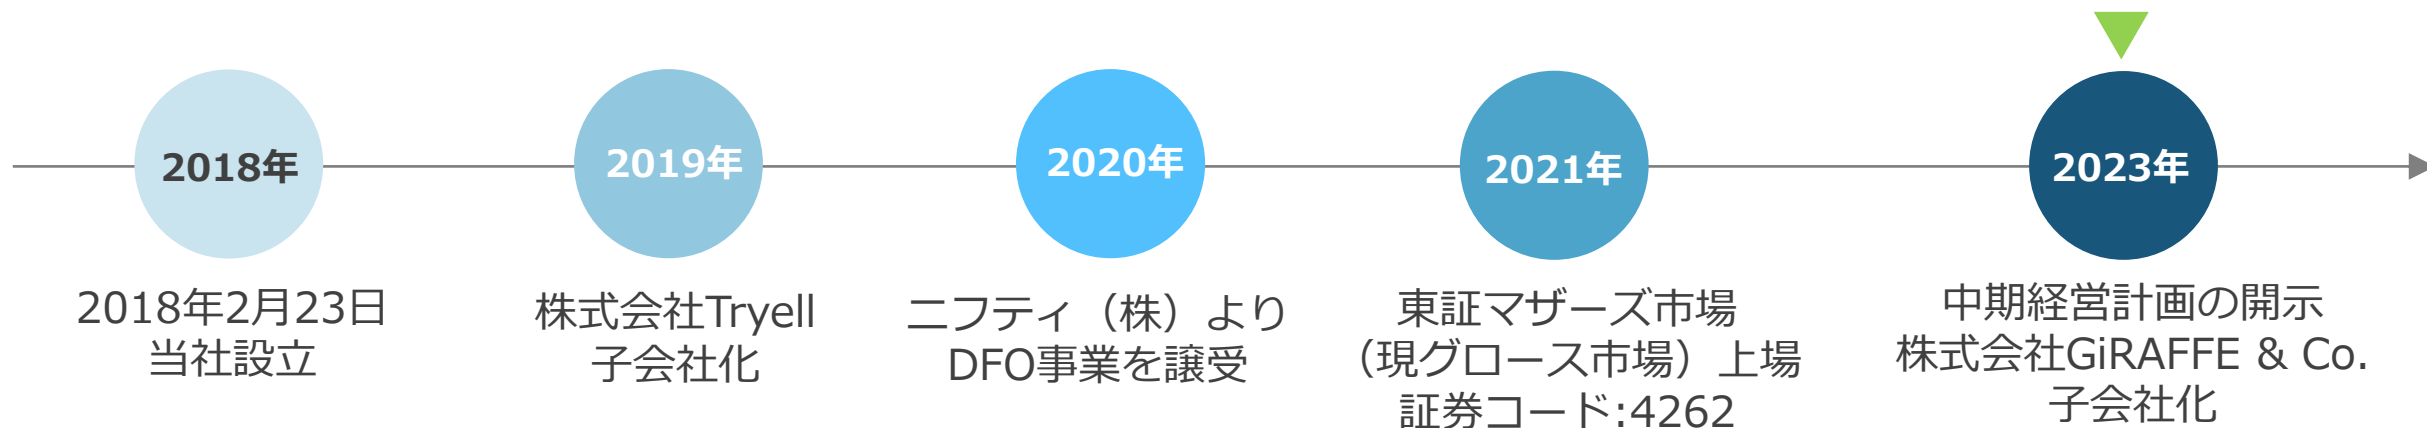 2018年
2018年2月23日
当社設立
2019年
株式会社Tryell
子会社化
2020年
ニフティ（株）より
DFO事業を譲受
2021年
東証マザーズ市場
（現グロース市場）上場
証券コード:4262
2023年
中期経営計画の開示
株式会社GiRAFFE & Co.
子会社化